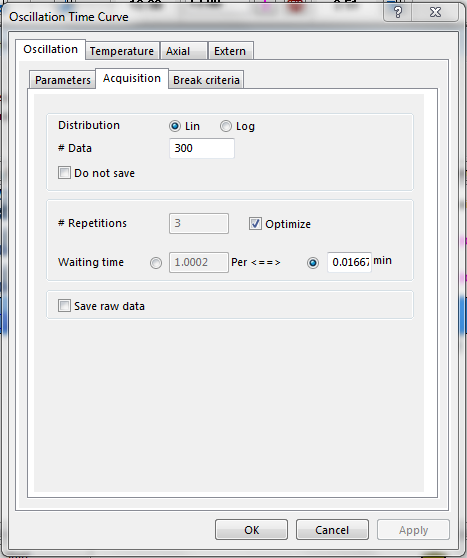 Oscillation Time Curve
Oscillation Temperature Axial Extern
Parameters Acquisition Break criteria
Distribution Lin Log
# Data 300
Do not save
# Repetitions 3 Optimize
Waiting time 1.0002 Per <==> 0.01667 min
Save raw data
OK Cancel Apply